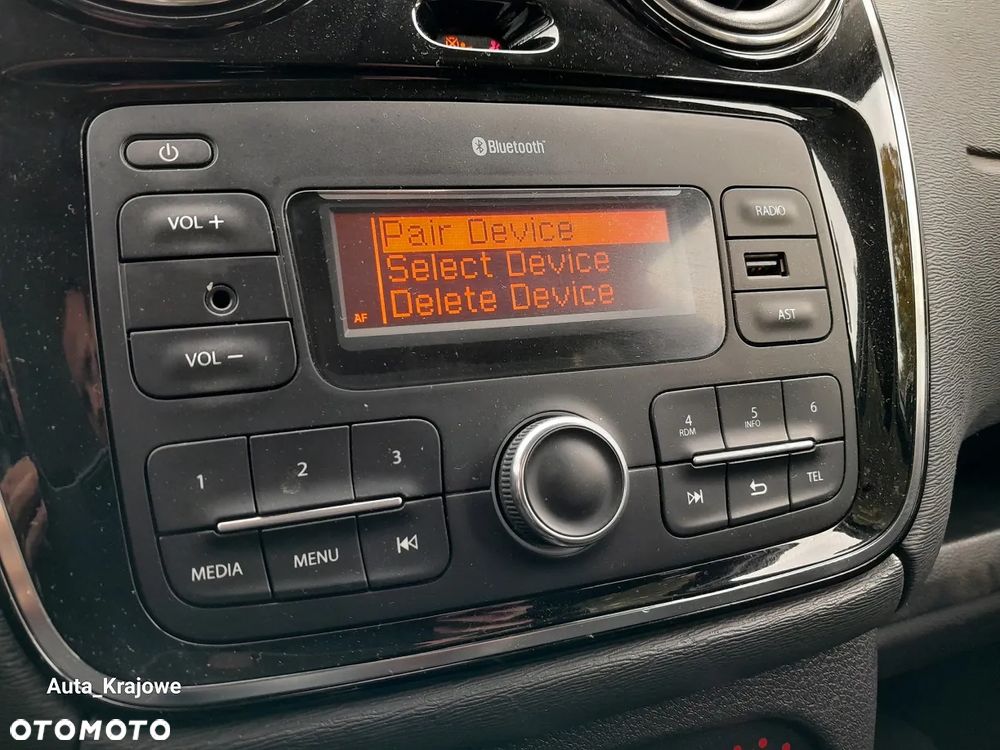 Bluetooth
VOL +
RADIO
Pair Device
Select Device
Delete Device
AF
VOL −
AST
1
2
3
4
RDM
5
INFO
6
MEDIA
MENU
TEL
Auta_Krajowe
OTOMOTO